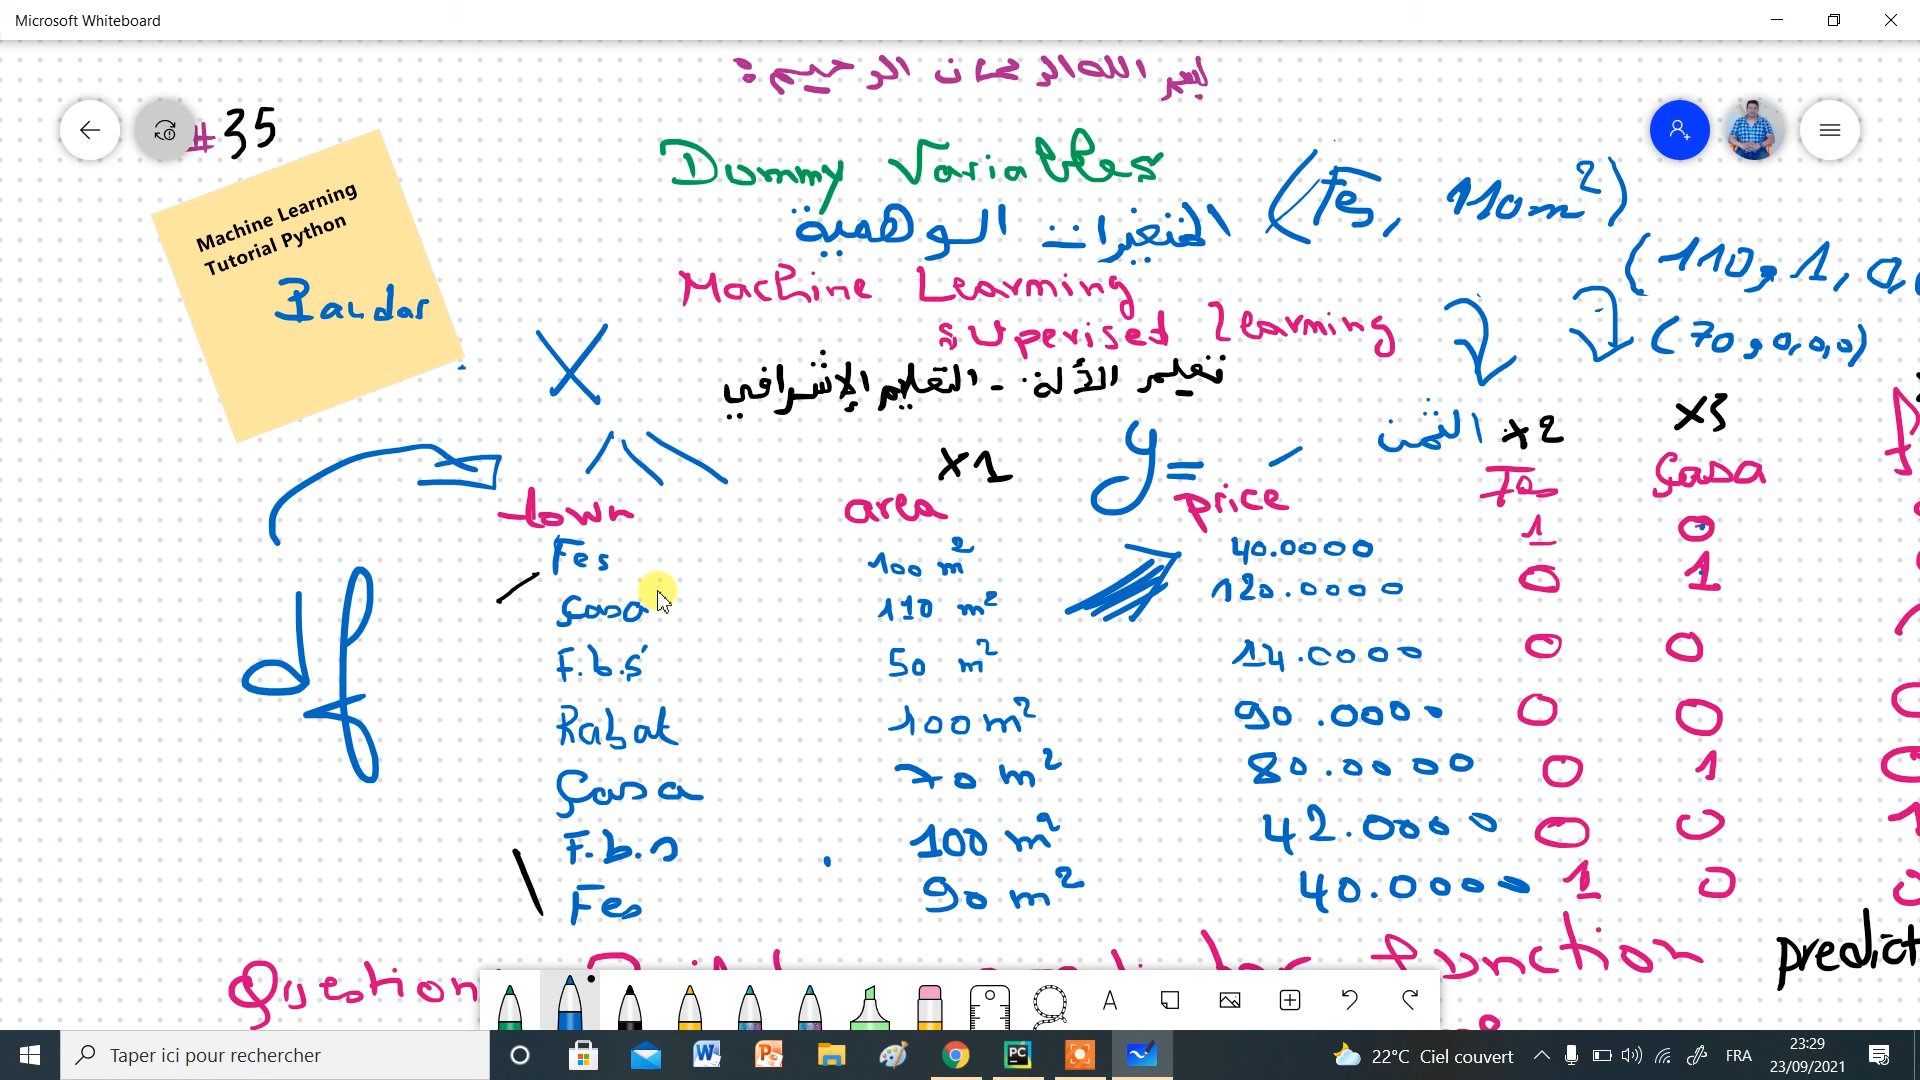 Microsoft Whiteboard
بسم الله الرحمان الرحيم :
#35
Machine Learning
Tutorial Python
Dummy Variables
(Fes, 110m²)
المتغيرات الوهمية
(110, 1, 0,
Machine Learning
superised Learning
(70, 0,0,0)
تعليم الألة - التعليم الإشرافي
X
X1
y =
الثمن
X2
X3
town area price Casa
Fes 100 m² 40.0000 1 0
Casa 110 m² 120.0000 0 1
F.b.s 50 m² 14.0000 0 0
Rabat 100 m² 90.0000 0 0
Casa 70 m² 80.0000 0 1
F.b.s 100 m² 42.0000 0 0
Fes 90 m² 40.0000 1 0
df
Question function
predict
Taper ici pour rechercher
22°C Ciel couvert
FRA
23:29
23/09/2021